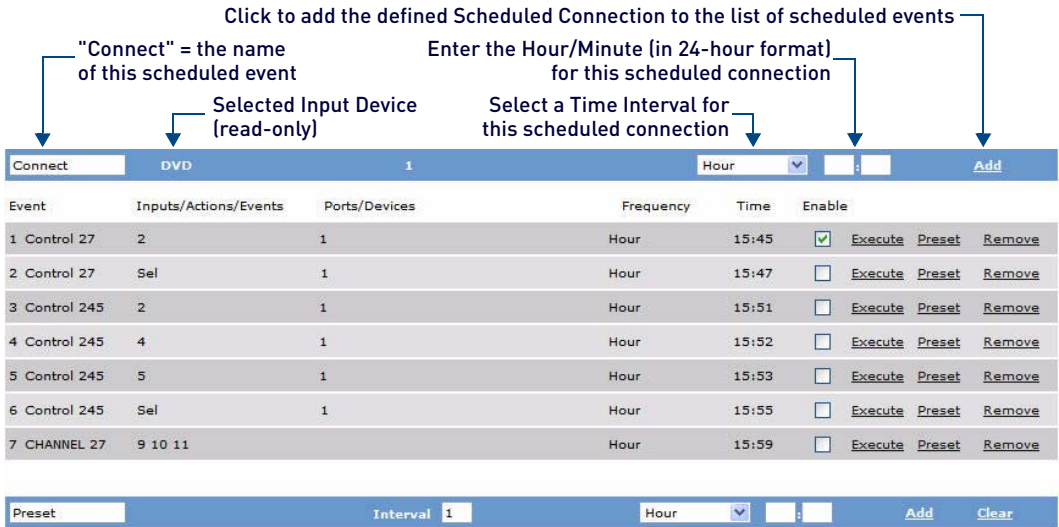 Click to add the defined Scheduled Connection to the list of scheduled events
"Connect" = the name
of this scheduled event
Enter the Hour/Minute (in 24-hour format)
for this scheduled connection
Selected Input Device
(read-only)
Select a Time Interval for
this scheduled connection
Connect DVD 1 Hour : Add
Event Inputs/Actions/Events Ports/Devices Frequency Time Enable
1 Control 27 2 1 Hour 15:45 Execute Preset Remove
2 Control 27 Sel 1 Hour 15:47 Execute Preset Remove
3 Control 245 2 1 Hour 15:51 Execute Preset Remove
4 Control 245 4 1 Hour 15:52 Execute Preset Remove
5 Control 245 5 1 Hour 15:53 Execute Preset Remove
6 Control 245 Sel 1 Hour 15:55 Execute Preset Remove
7 CHANNEL 27 9 10 11 Hour 15:59 Execute Preset Remove
Preset Interval 1 Hour : Add Clear